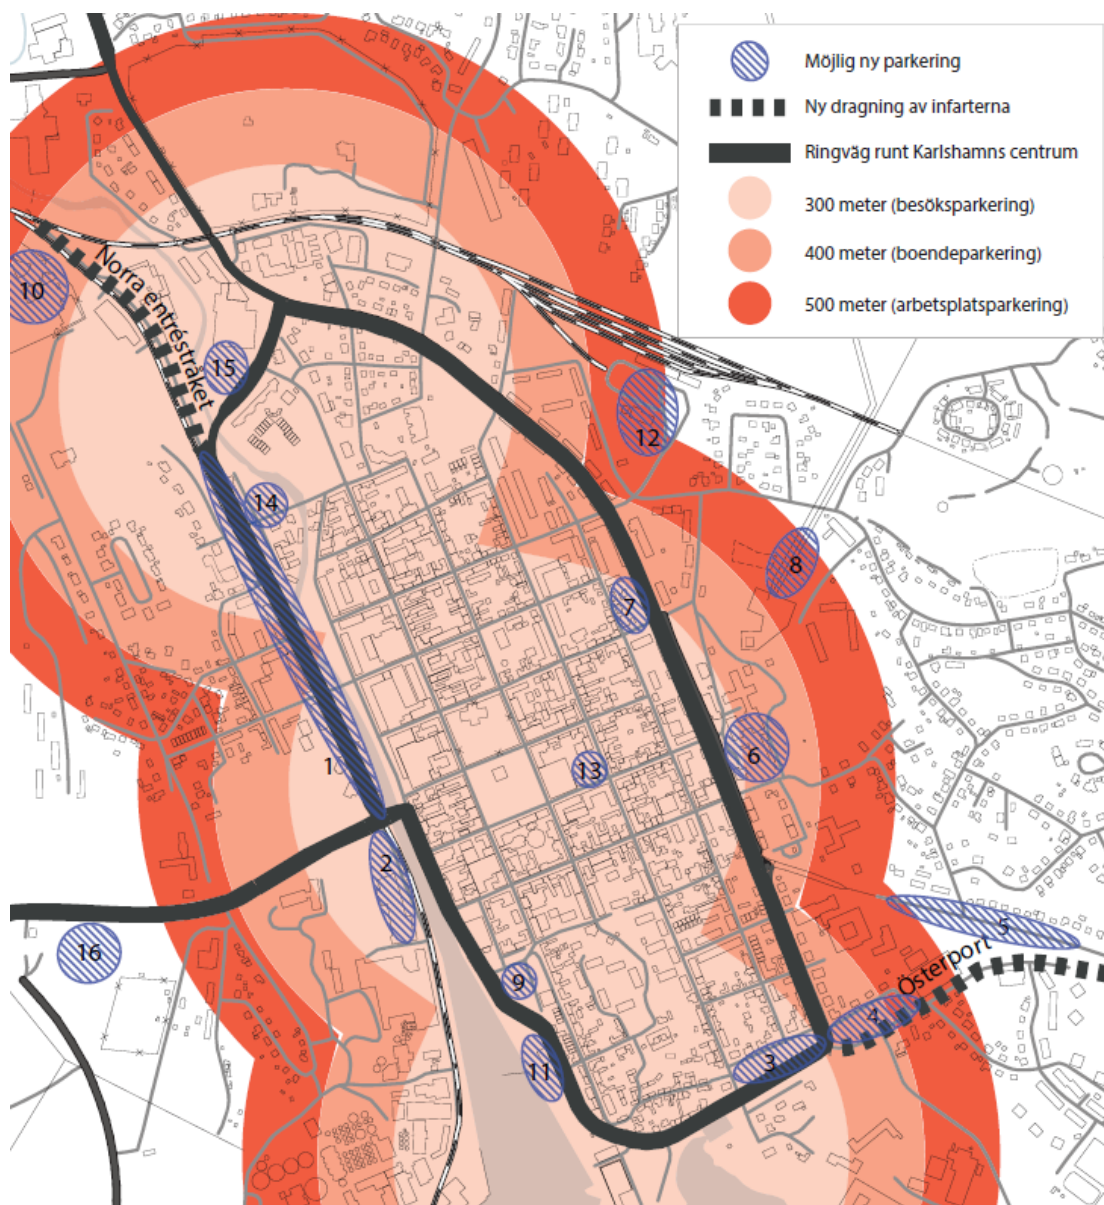 Möjlig ny parkering
Ny dragning av infarterna
Ringväg runt Karlshamns centrum
300 meter (besöksparkering)
400 meter (boendeparkering)
500 meter (arbetsplatsparkering)
Norra entréstråket
10
15
12
14
8
7
6
1
13
2
5
16
Österport
9
4
3
11